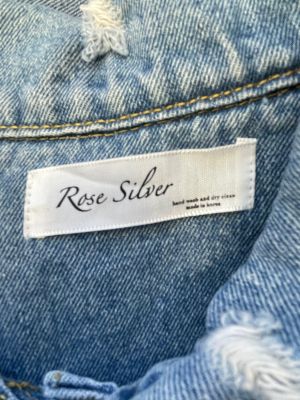 Rose Silver
hand wash and dry clean
made in korea